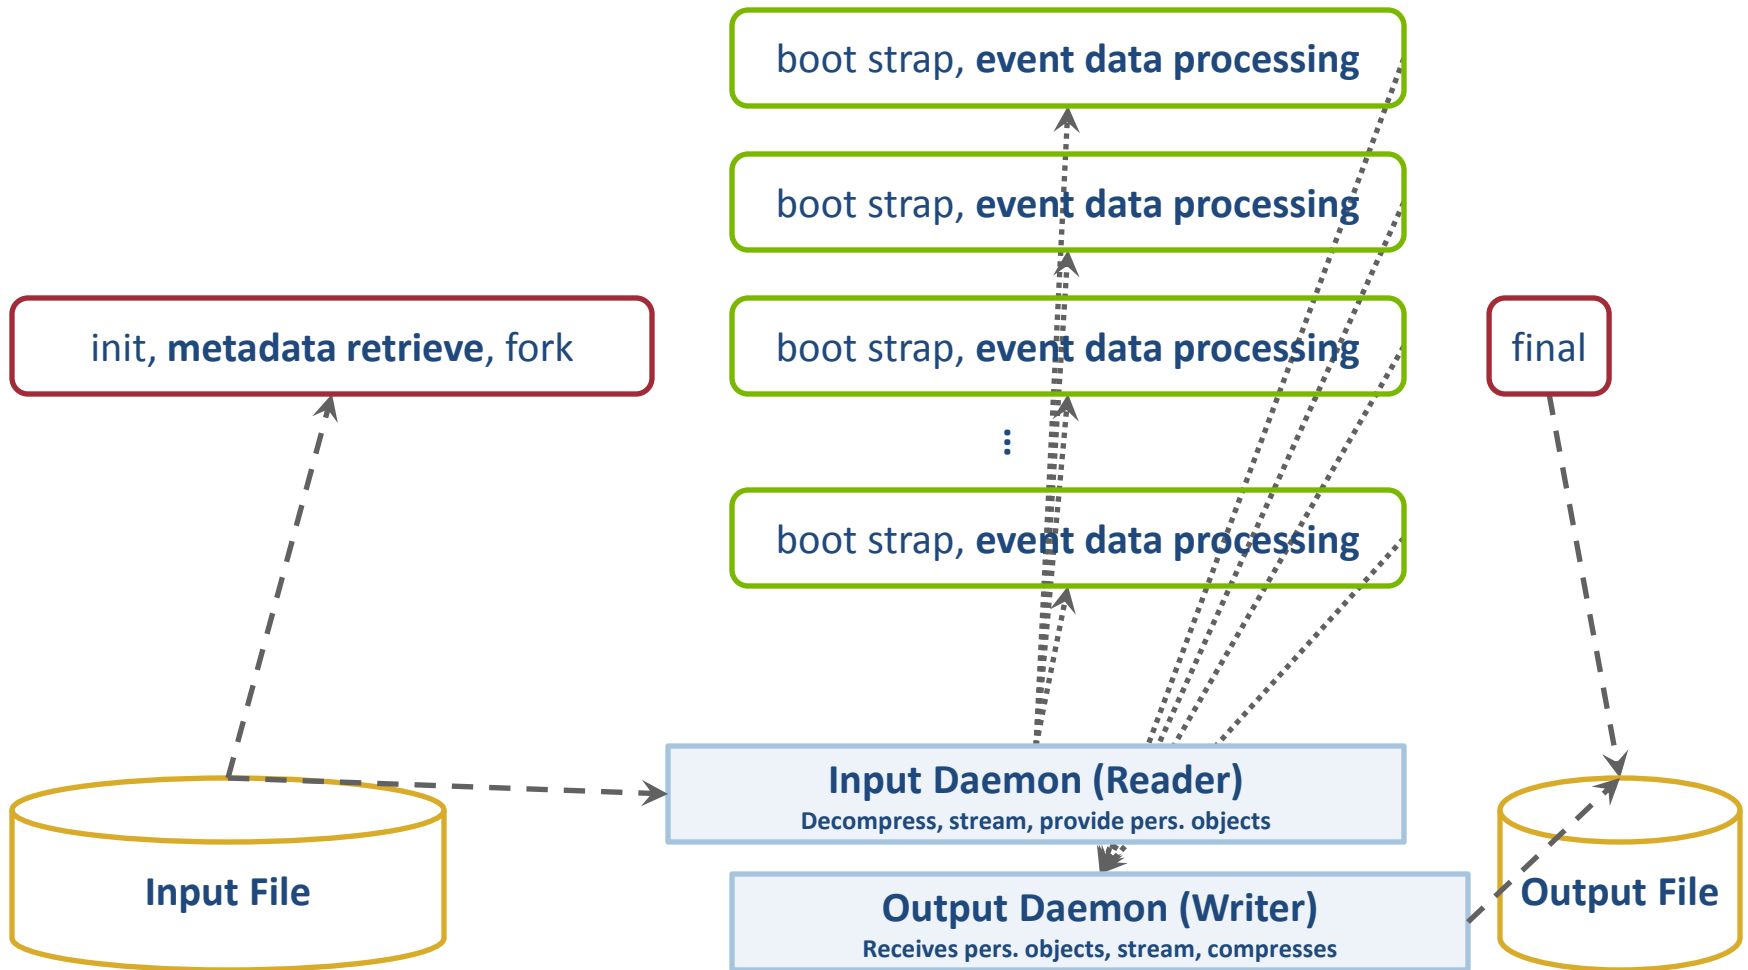 boot strap, event data processing
boot strap, event data processing
init, metadata retrieve, fork
boot strap, event data processing
final
...
boot strap, event data processing
Input Daemon (Reader)
Decompress, stream, provide pers. objects
Input File
Output Daemon (Writer)
Receives pers. objects, stream, compresses
Output File